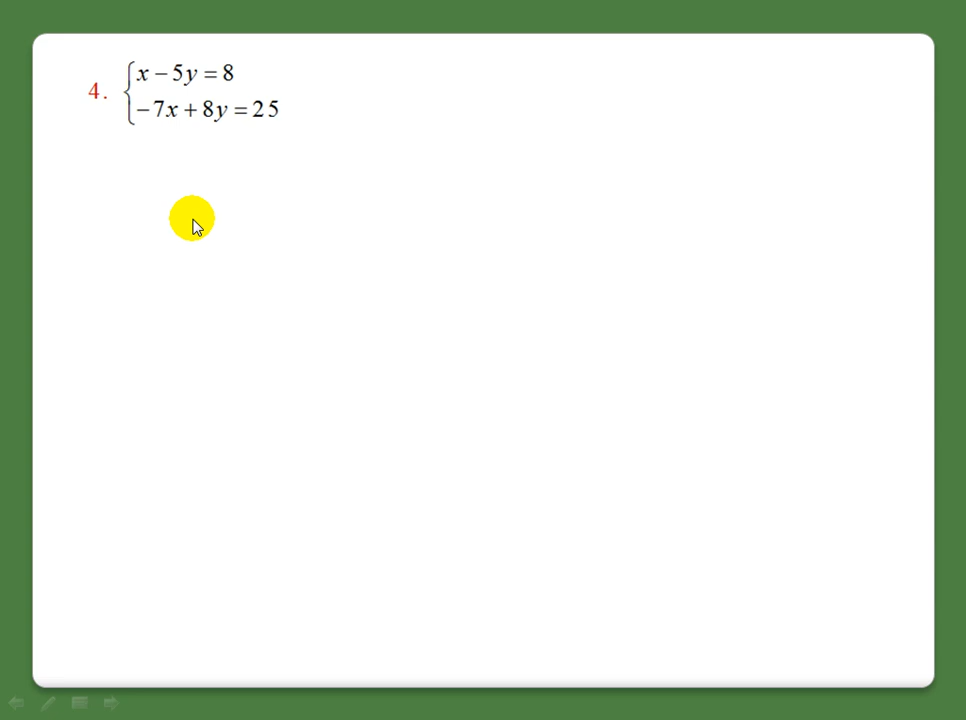 4. x − 5y = 8
−7x + 8y = 25